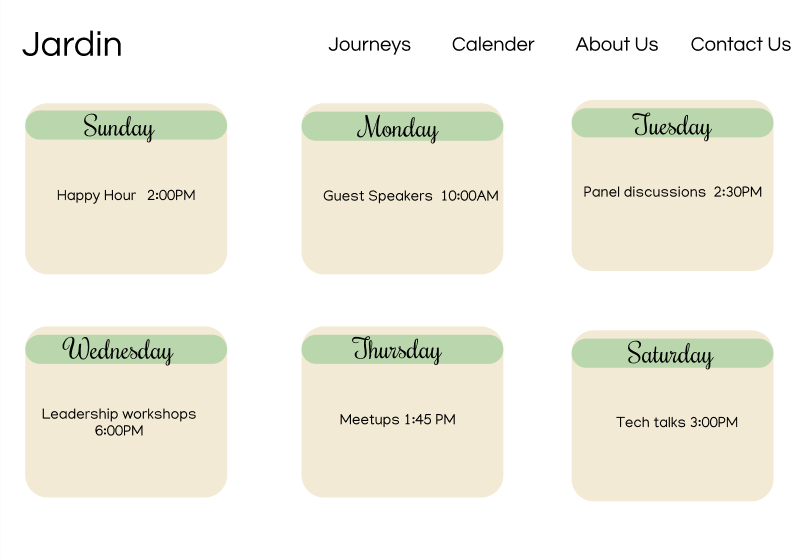 Jardin
Journeys Calender About Us Contact Us
Sunday
Happy Hour 2:00PM
Monday
Guest Speakers 10:00AM
Tuesday
Panel discussions 2:30PM
Wednesday
Leadership workshops
6:00PM
Thursday
Meetups 1:45 PM
Saturday
Tech talks 3:00PM